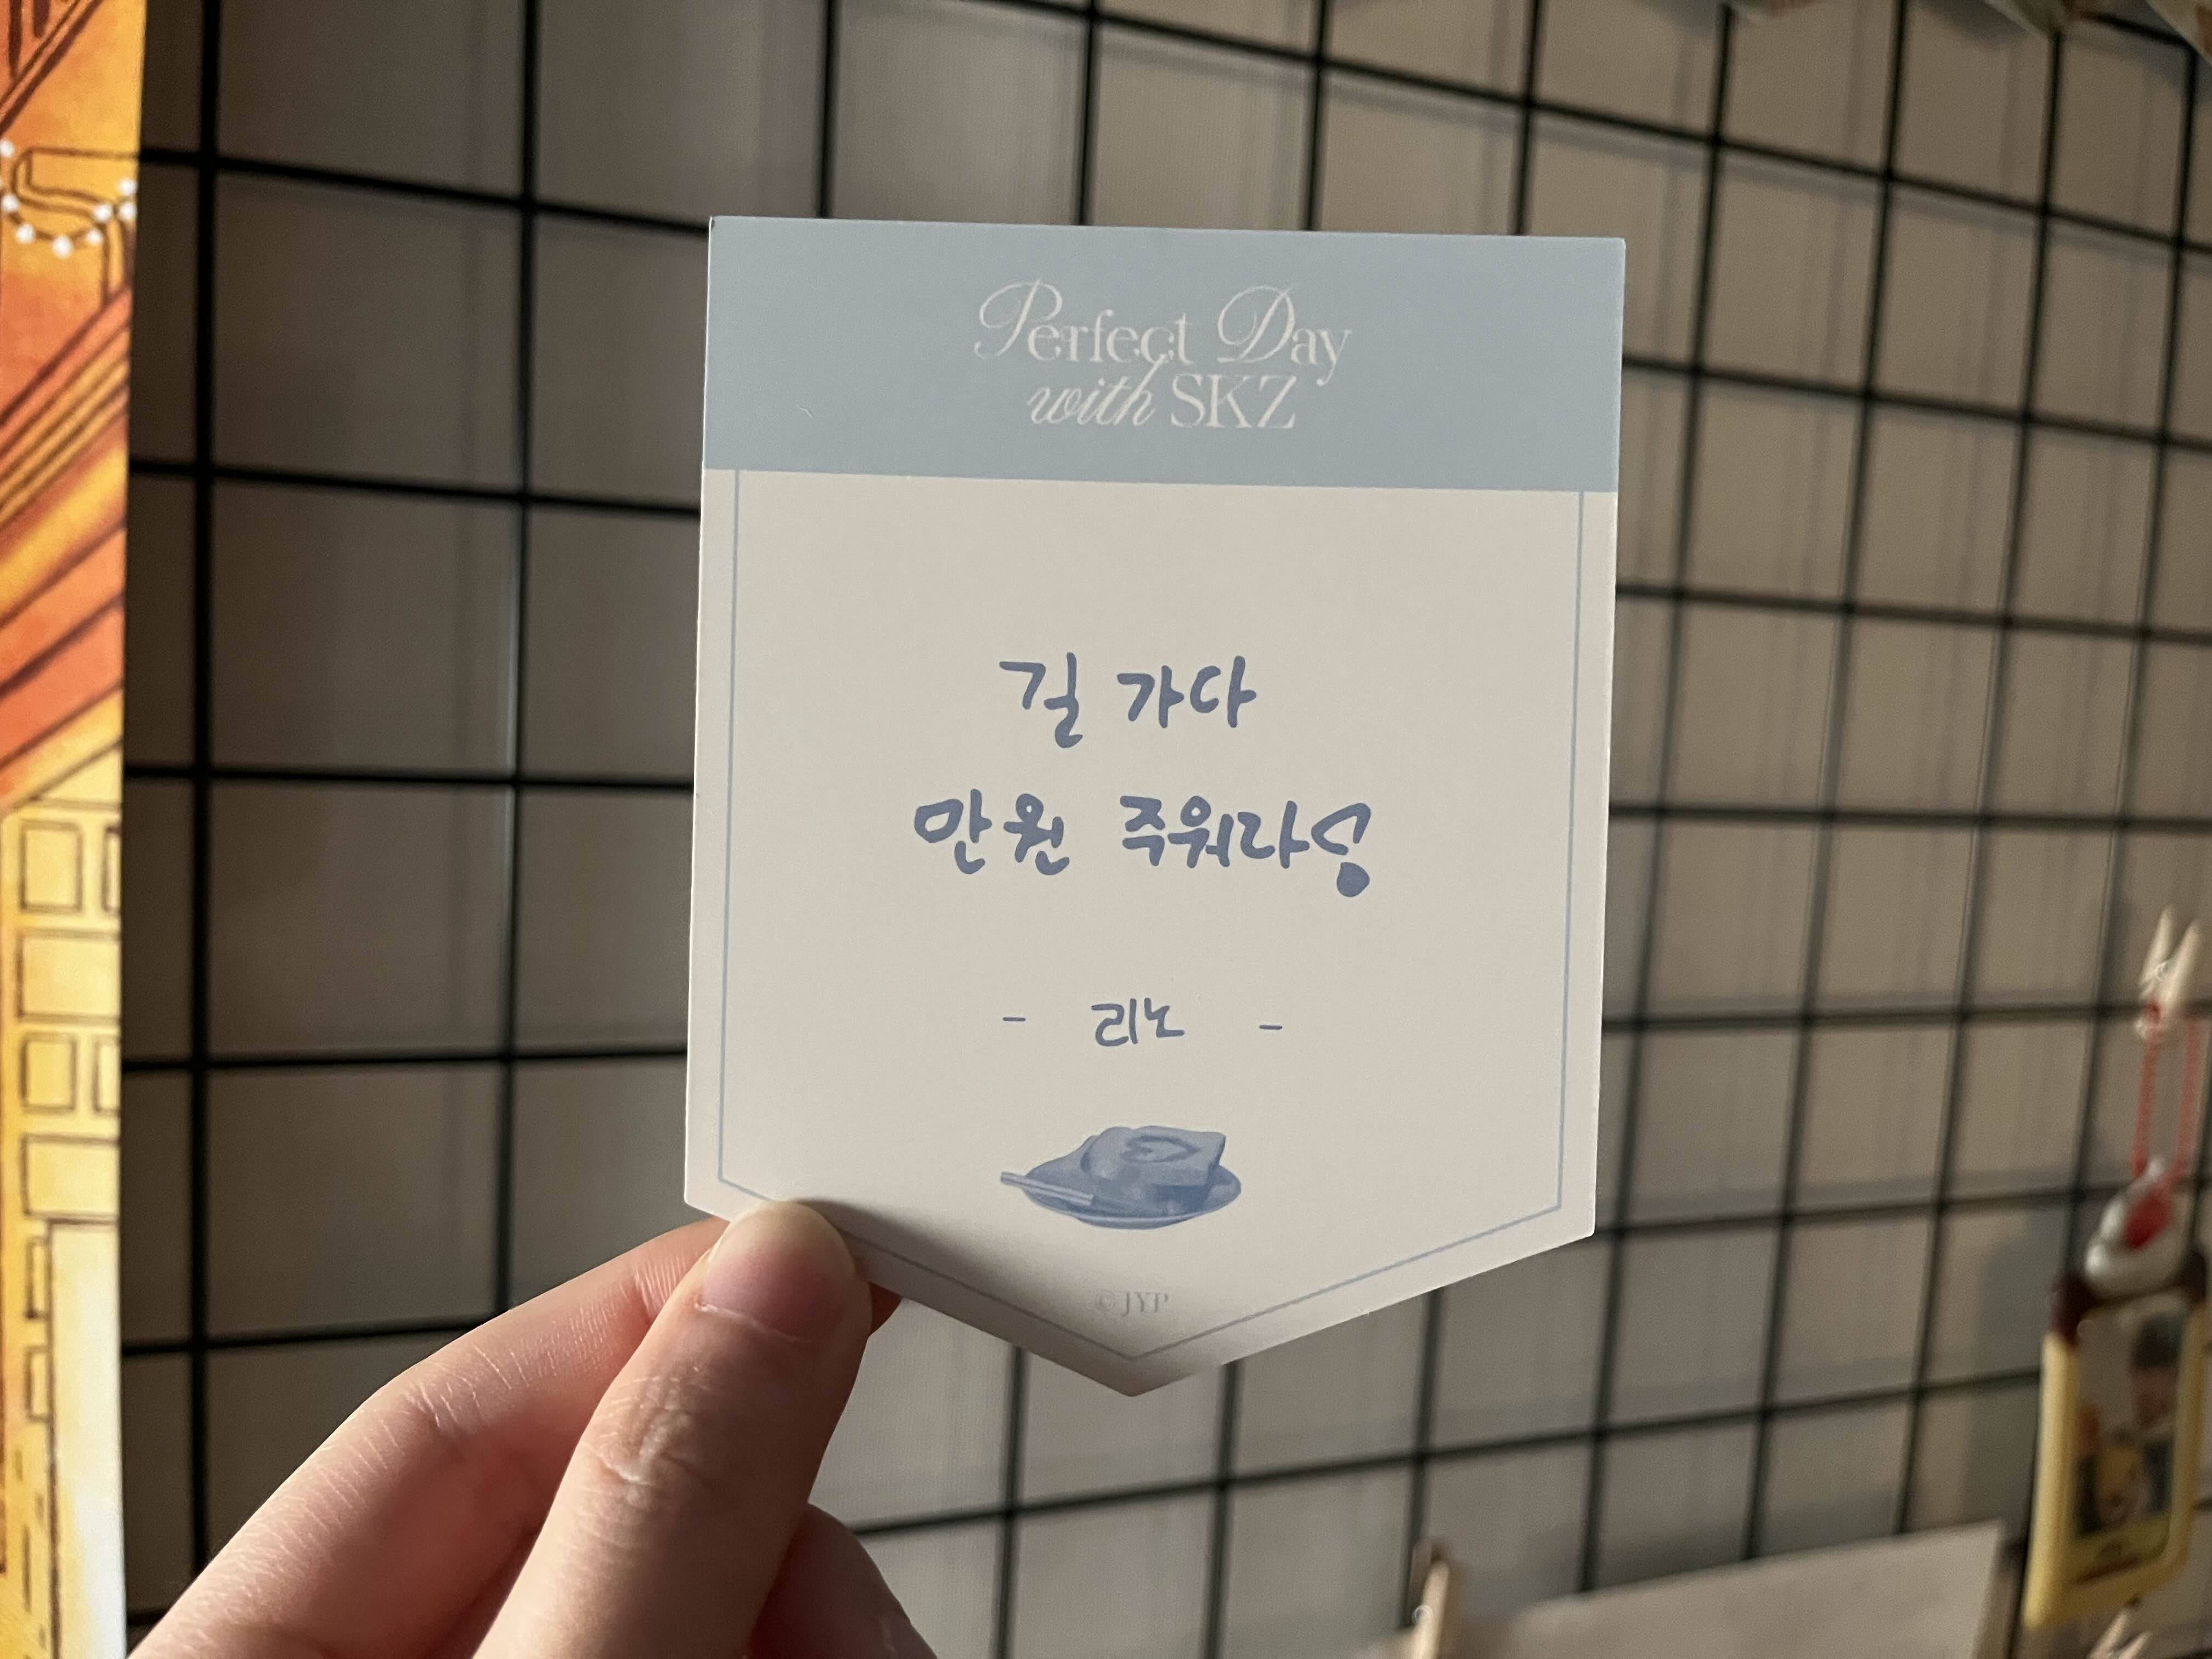 Perfect Day
with SKZ
길 가다
만원 주워라
- 리노 -
© JYP